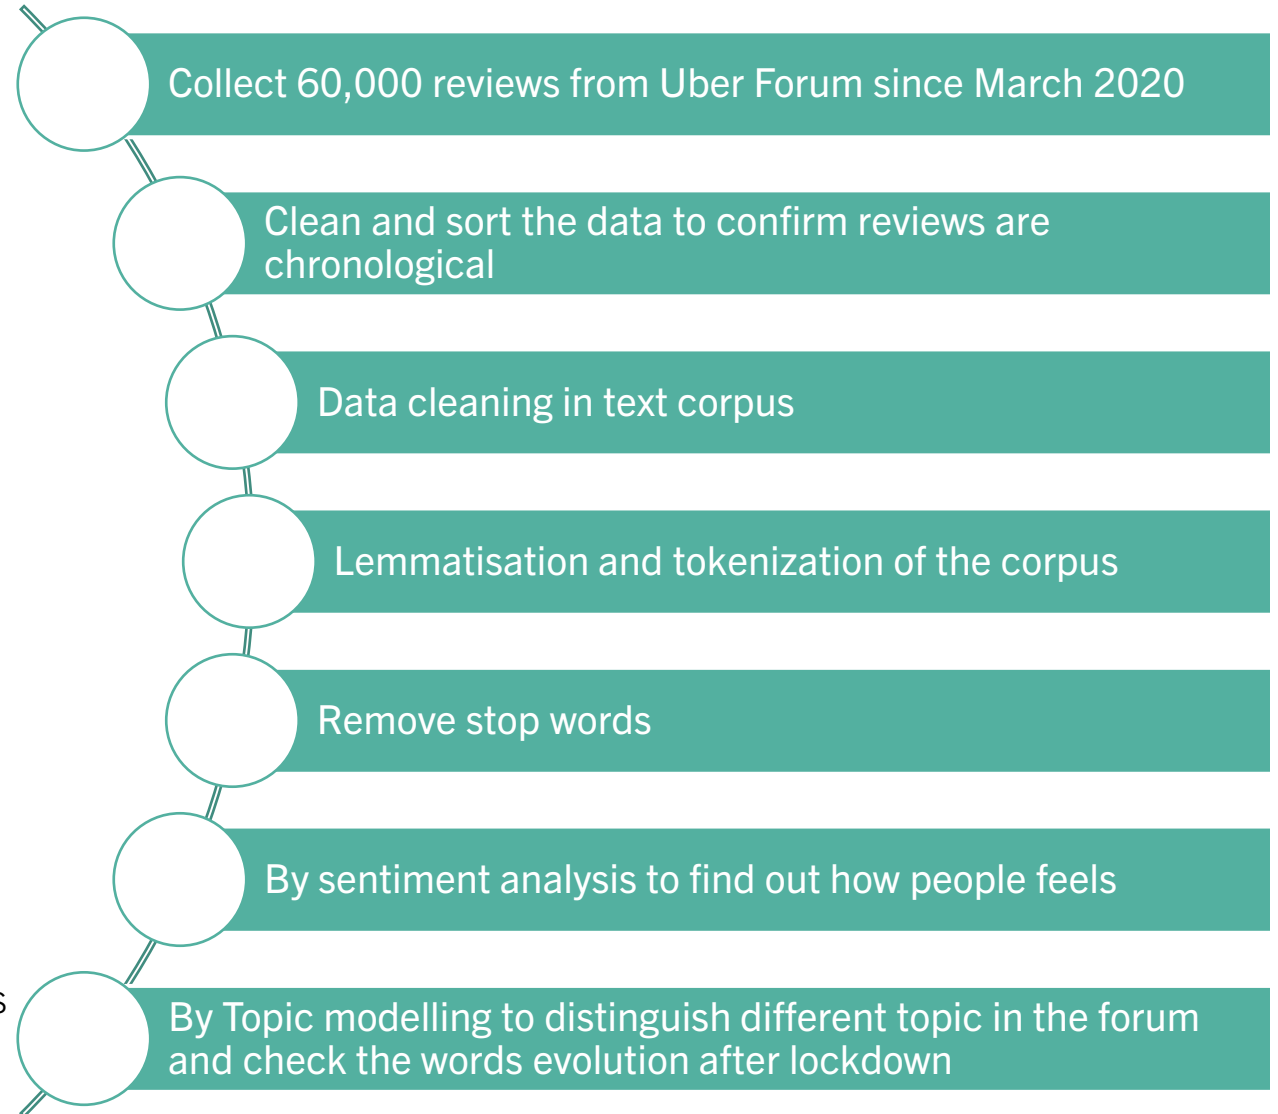 Collect 60,000 reviews from Uber Forum since March 2020
Clean and sort the data to confirm reviews are
chronological
Data cleaning in text corpus
Lemmatisation and tokenization of the corpus
Remove stop words
By sentiment analysis to find out how people feels
s
By Topic modelling to distinguish different topic in the forum
and check the words evolution after lockdown